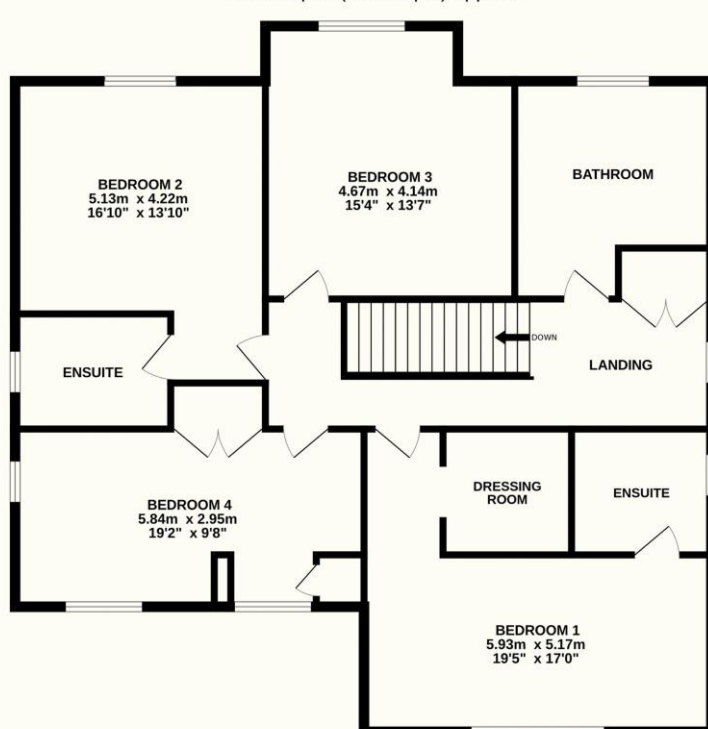 BEDROOM 2
5.13m x 4.22m
16'10" x 13'10"
BEDROOM 3
4.67m x 4.14m
15'4" x 13'7"
BATHROOM
DOWN
ENSUITE
LANDING
BEDROOM 4
5.84m x 2.95m
19'2" x 9'8"
DRESSING
ROOM
ENSUITE
BEDROOM 1
5.93m x 5.17m
19'5" x 17'0"